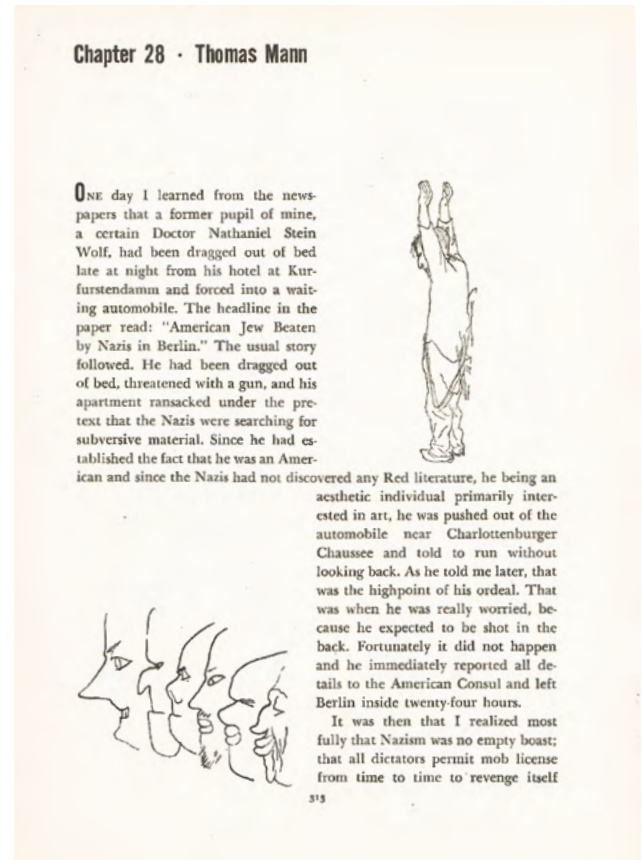 Chapter 28 · Thomas Mann
ONE day I learned from the news-
papers that a former pupil of mine,
a certain Doctor Nathaniel Stein
Wolf, had been dragged out of bed
late at night from his hotel at Kur-
furstendamm and forced into a wait-
ing automobile. The headline in the
paper read: "American Jew Beaten
by Nazis in Berlin." The usual story
followed. He had been dragged out
of bed, threatened with a gun, and his
apartment ransacked under the pre-
text that the Nazis were searching for
subversive material. Since he had es-
tablished the fact that he was an Amer-
ican and since the Nazis had not discovered any Red literature, he being an
aesthetic individual primarily inter-
ested in art, he was pushed out of the
automobile near Charlottenburger
Chaussee and told to run without
looking back. As he told me later, that
was the highpoint of his ordeal. That
was when he was really worried, be-
cause he expected to be shot in the
back. Fortunately it did not happen
and he immediately reported all de-
tails to the American Consul and left
Berlin inside twenty-four hours.
It was then that I realized most
fully that Nazism was no empty boast;
that all dictators permit mob license
from time to time to revenge itself
313